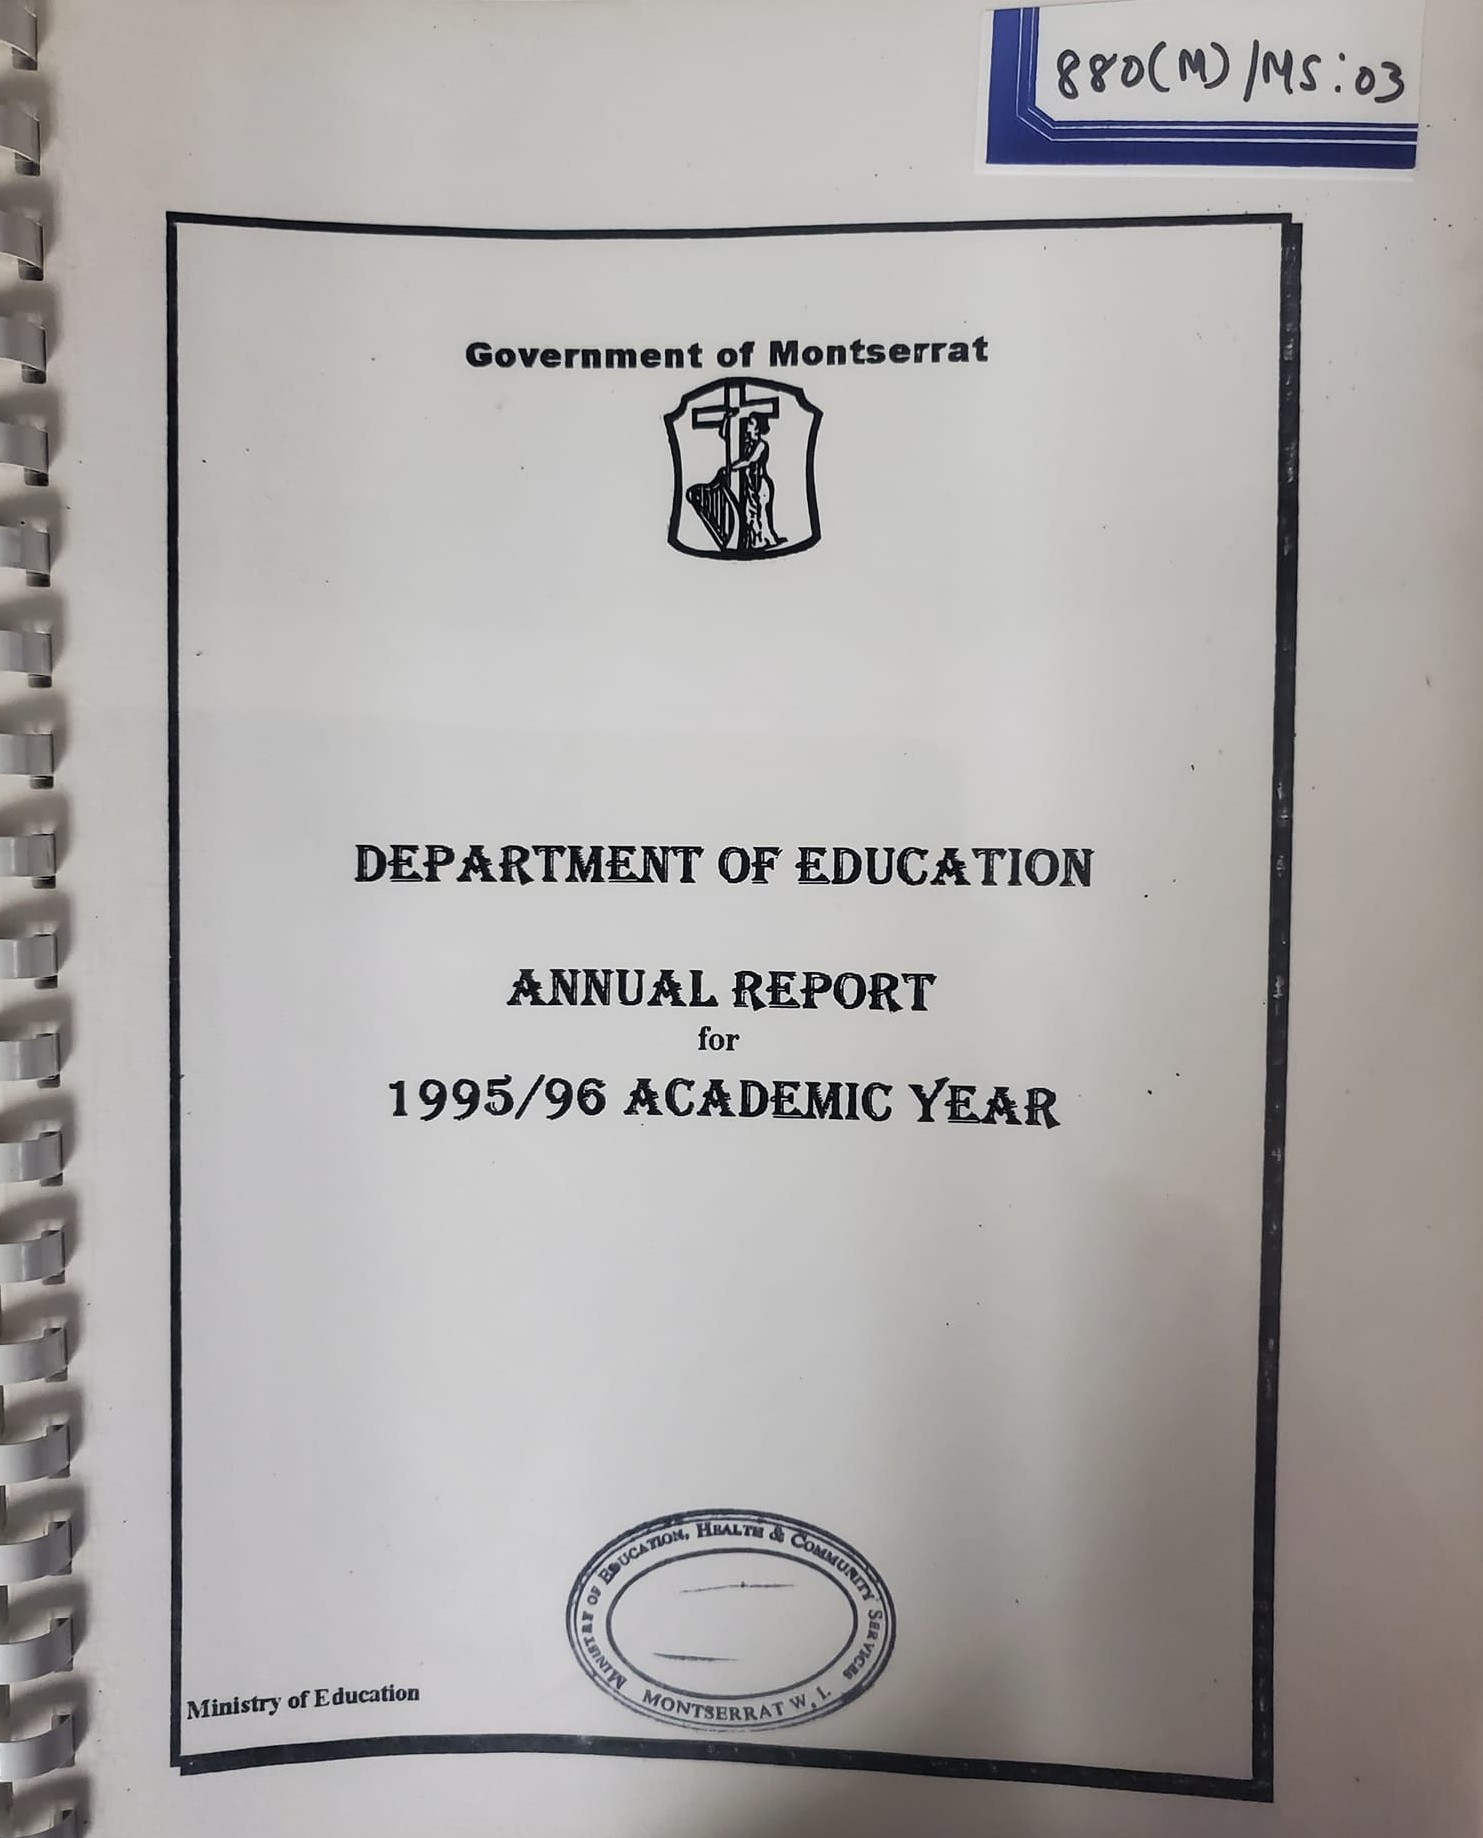 880(M)/MS:03
Government of Montserrat
DEPARTMENT OF EDUCATION
ANNUAL REPORT
for
1995/96 ACADEMIC YEAR
MINISTRY OF EDUCATION, HEALTH & COMMUNITY SERVICES
MONTSERRAT W, I.
Ministry of Education